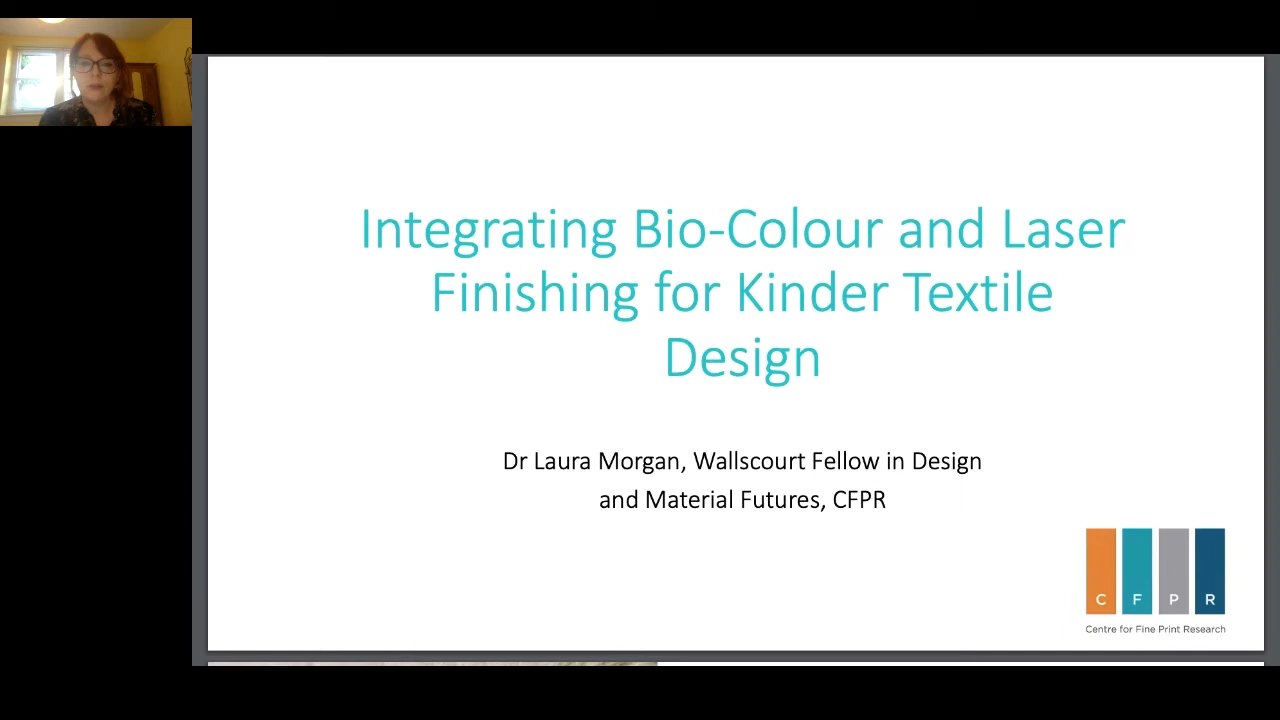 Integrating Bio-Colour and Laser
Finishing for Kinder Textile
Design
Dr Laura Morgan, Wallscourt Fellow in Design
and Material Futures, CFPR
C F P R
Centre for Fine Print Research